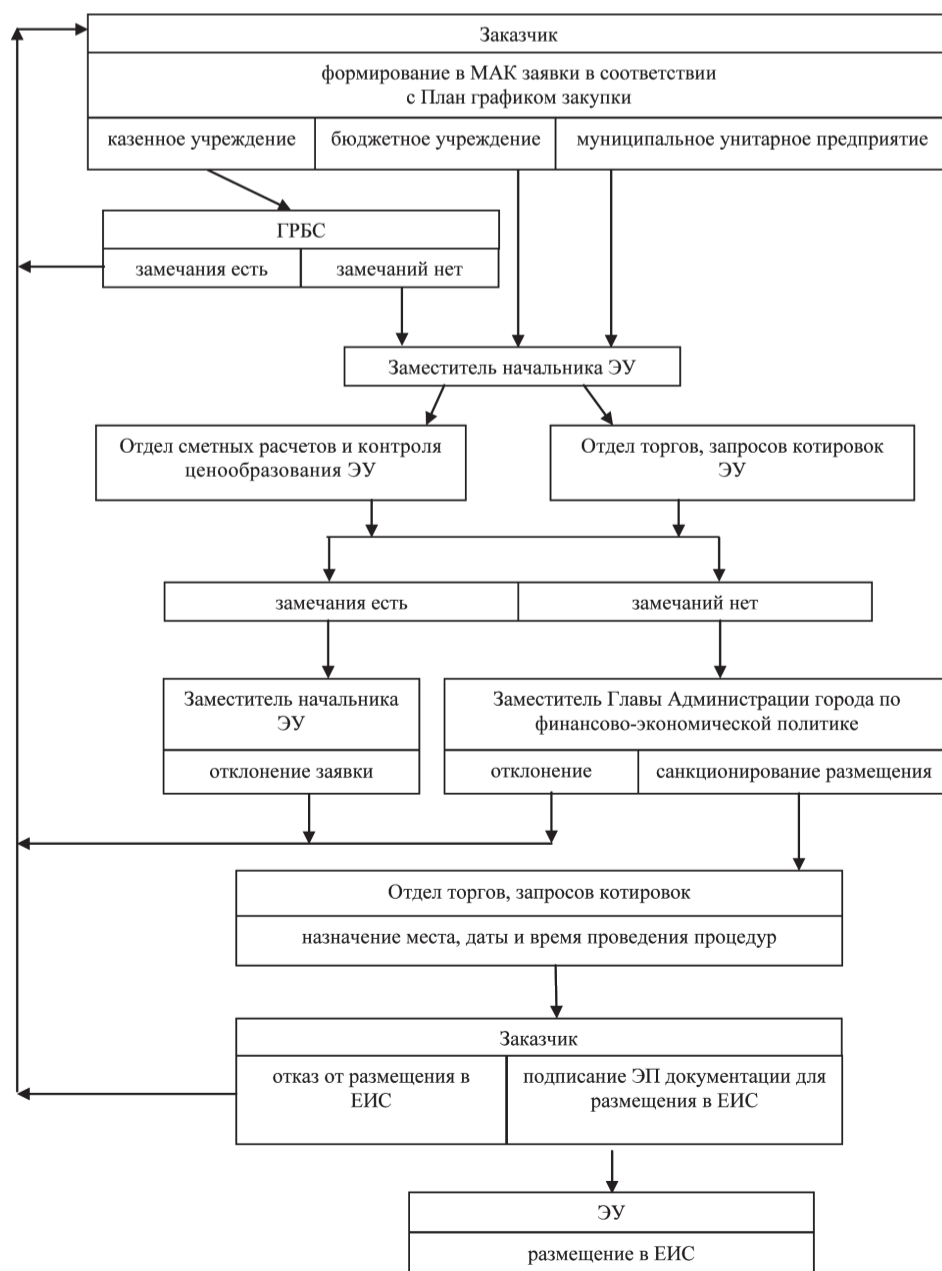 Заказчик
формирование в МАК заявки в соответствии
с План графиком закупки
казенное учреждение
бюджетное учреждение
муниципальное унитарное предприятие
ГРБС
замечания есть
замечаний нет
Заместитель начальника ЭУ
Отдел сметных расчетов и контроля
ценообразования ЭУ
Отдел торгов, запросов котировок
ЭУ
замечания есть
замечаний нет
Заместитель начальника
ЭУ
отклонение заявки
Заместитель Главы Администрации города по
финансово-экономической политике
отклонение
санкционирование размещения
Отдел торгов, запросов котировок
назначение места, даты и время проведения процедур
Заказчик
отказ от размещения в
ЕИС
подписание ЭП документации для
размещения в ЕИС
ЭУ
размещение в ЕИС